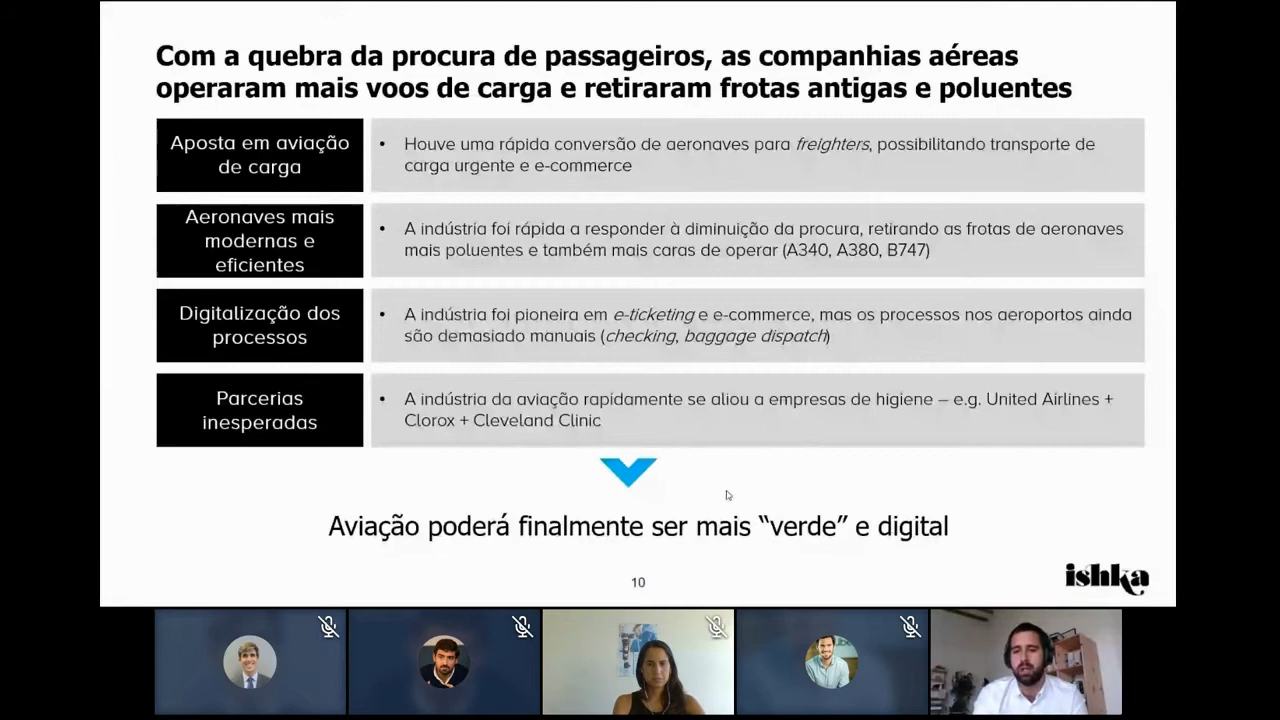 Com a quebra da procura de passageiros, as companhias aéreas
operaram mais voos de carga e retiraram frotas antigas e poluentes
Aposta em aviação
de carga
• Houve uma rápida conversão de aeronaves para freighters, possibilitando transporte de
carga urgente e e-commerce
Aeronaves mais
modernas e
eficientes
• A indústria foi rápida a responder à diminuição da procura, retirando as frotas de aeronaves
mais poluentes e também mais caras de operar (A340, A380, B747)
Digitalização dos
processos
• A indústria foi pioneira em e-ticketing e e-commerce, mas os processos nos aeroportos ainda
são demasiado manuais (checking, baggage dispatch)
Parcerias
inesperadas
• A indústria da aviação rapidamente se aliou a empresas de higiene – e.g. United Airlines +
Clorox + Cleveland Clinic
Aviação poderá finalmente ser mais “verde” e digital
10
ishka